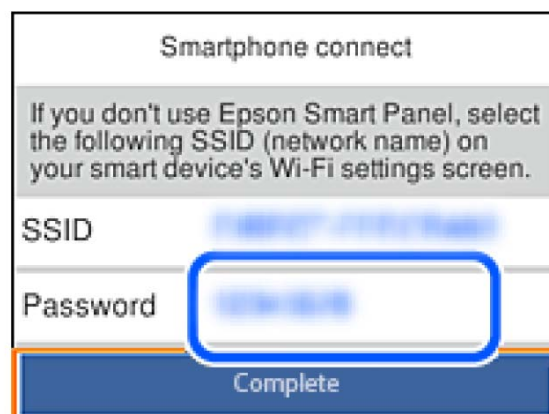 Smartphone connect
If you don't use Epson Smart Panel, select
the following SSID (network name) on
your smart device's Wi-Fi settings screen.
SSID
Password
Complete